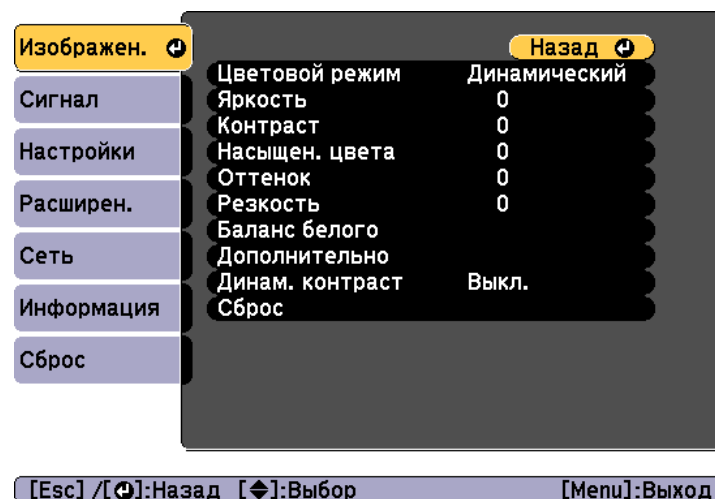 Изображен.
Назад
Цветовой режим Динамический
Сигнал
Яркость 0
Контраст 0
Настройки
Насыщен. цвета 0
Оттенок 0
Расширен.
Резкость 0
Баланс белого
Сеть
Дополнительно
Динам. контраст Выкл.
Информация
Сброс
Сброс
[Esc] /[⏎]:Назад [◆]:Выбор [Menu]:Выход